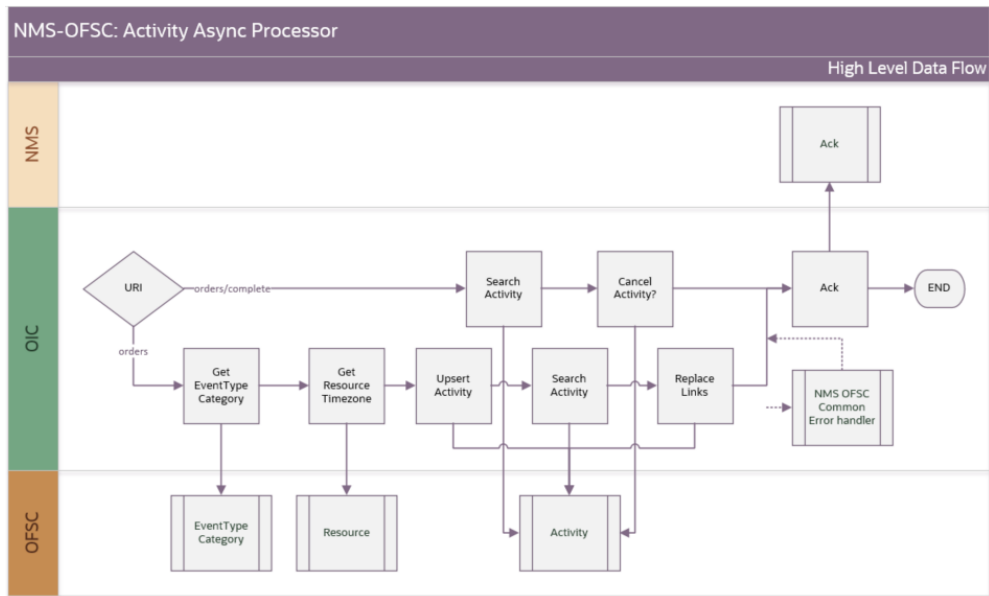 NMS-OFSC: Activity Async Processor
High Level Data Flow
NMS
Ack
OIC
URI
orders/complete
Search
Activity
Cancel
Activity?
Ack
END
orders
Get
EventType
Category
Get
Resource
Timezone
Upsert
Activity
Search
Activity
Replace
Links
NMS OFSC
Common
Error handler
OFSC
EventType
Category
Resource
Activity